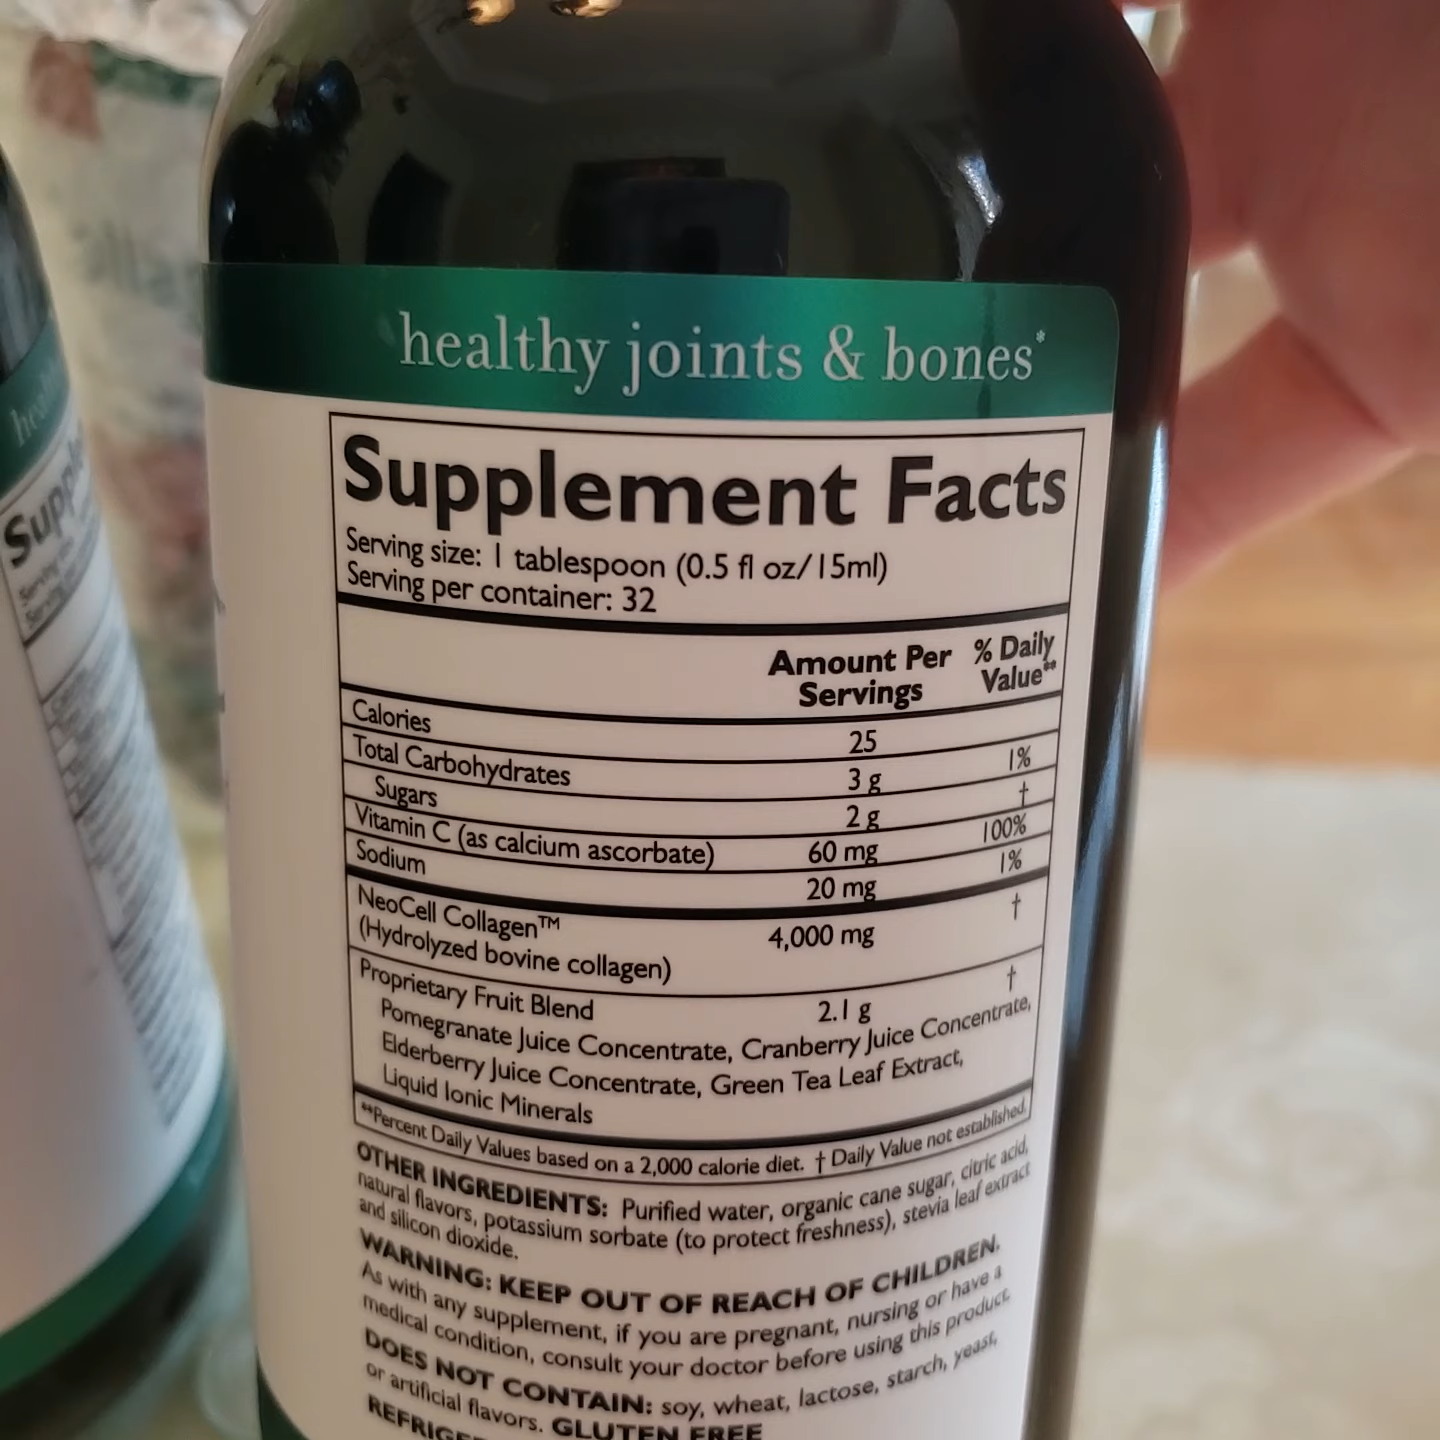 healthy joints & bones*
Supplement Facts
Serving size: 1 tablespoon (0.5 fl oz/15ml)
Serving per container: 32
Amount Per Servings % Daily Value**
Calories 25
Total Carbohydrates 3 g 1%
Sugars 2 g †
Vitamin C (as calcium ascorbate) 60 mg 100%
Sodium 20 mg 1%
NeoCell Collagen™ 4,000 mg †
(Hydrolyzed bovine collagen)
Proprietary Fruit Blend 2.1 g †
Pomegranate Juice Concentrate, Cranberry Juice Concentrate,
Elderberry Juice Concentrate, Green Tea Leaf Extract,
Liquid Ionic Minerals
**Percent Daily Values based on a 2,000 calorie diet. † Daily Value not established.
OTHER INGREDIENTS: Purified water, organic cane sugar, citric acid,
natural flavors, potassium sorbate (to protect freshness), stevia leaf extract
and silicon dioxide.
WARNING: KEEP OUT OF REACH OF CHILDREN.
As with any supplement, if you are pregnant, nursing or have a
medical condition, consult your doctor before using this product.
DOES NOT CONTAIN: soy, wheat, lactose, starch, yeast,
or artificial flavors. GLUTEN FREE